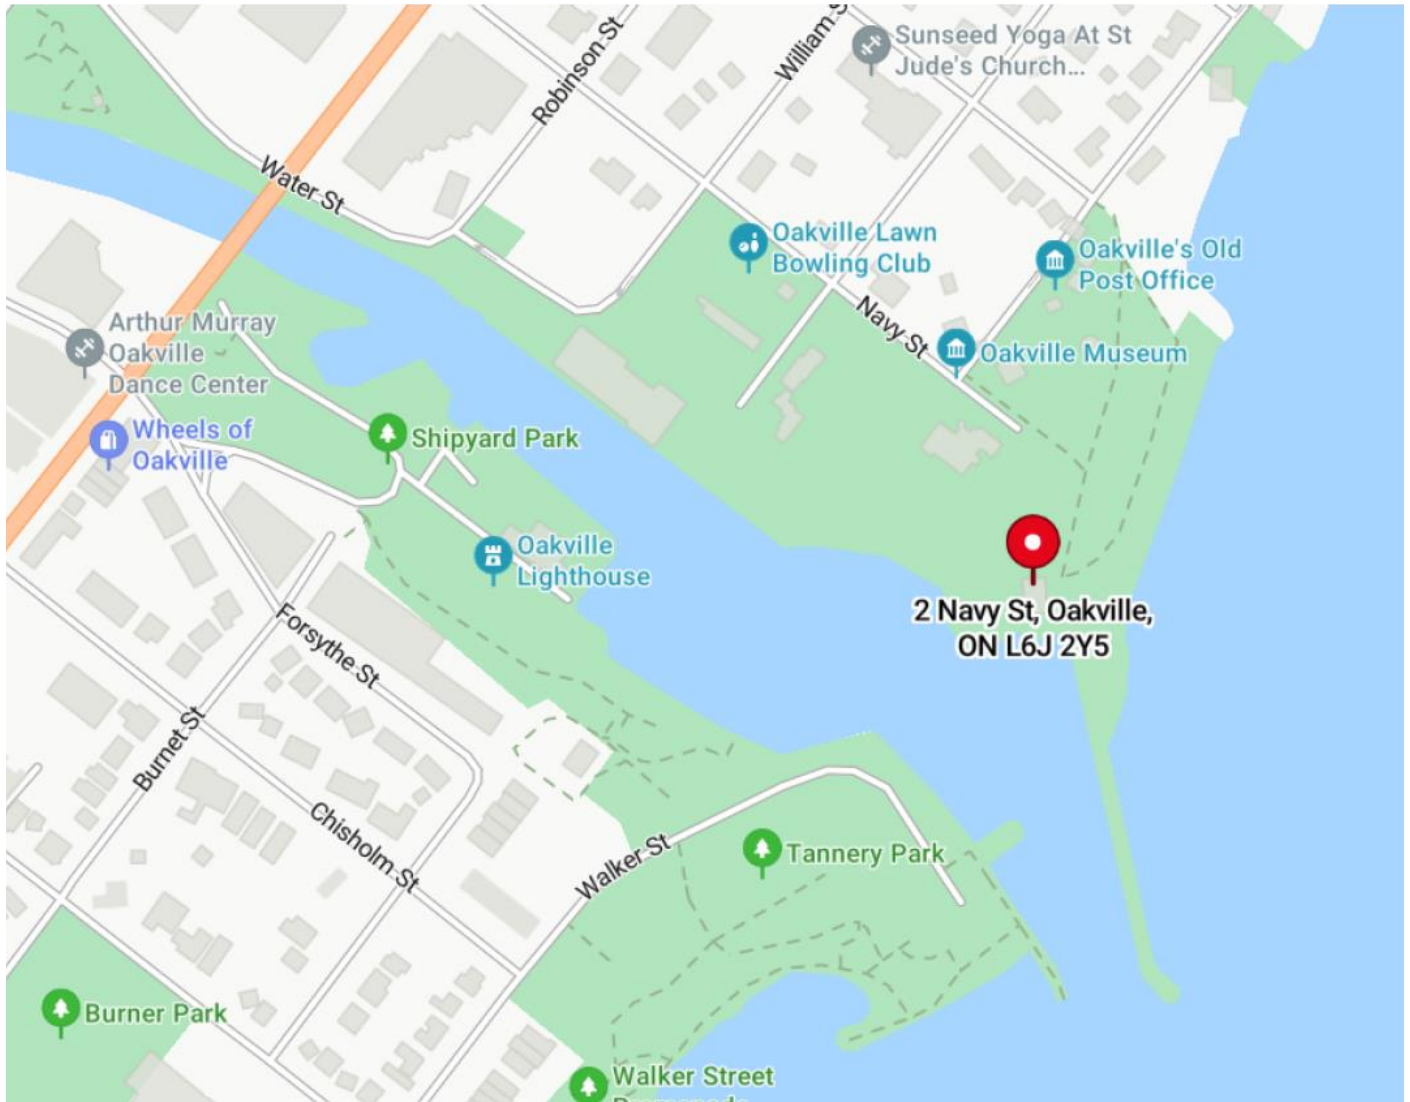 Sunseed Yoga At St
Jude's Church...
William S
Robinson St
Water St
Oakville Lawn
Bowling Club
Oakville's Old
Post Office
Navy St
Oakville Museum
Arthur Murray
Oakville
Dance Center
Wheels of
Oakville
Shipyard Park
Oakville
Lighthouse
2 Navy St, Oakville,
ON L6J 2Y5
Forsythe St
Burnet St
Chisholm St
Walker St
Tannery Park
Burner Park
Walker Street